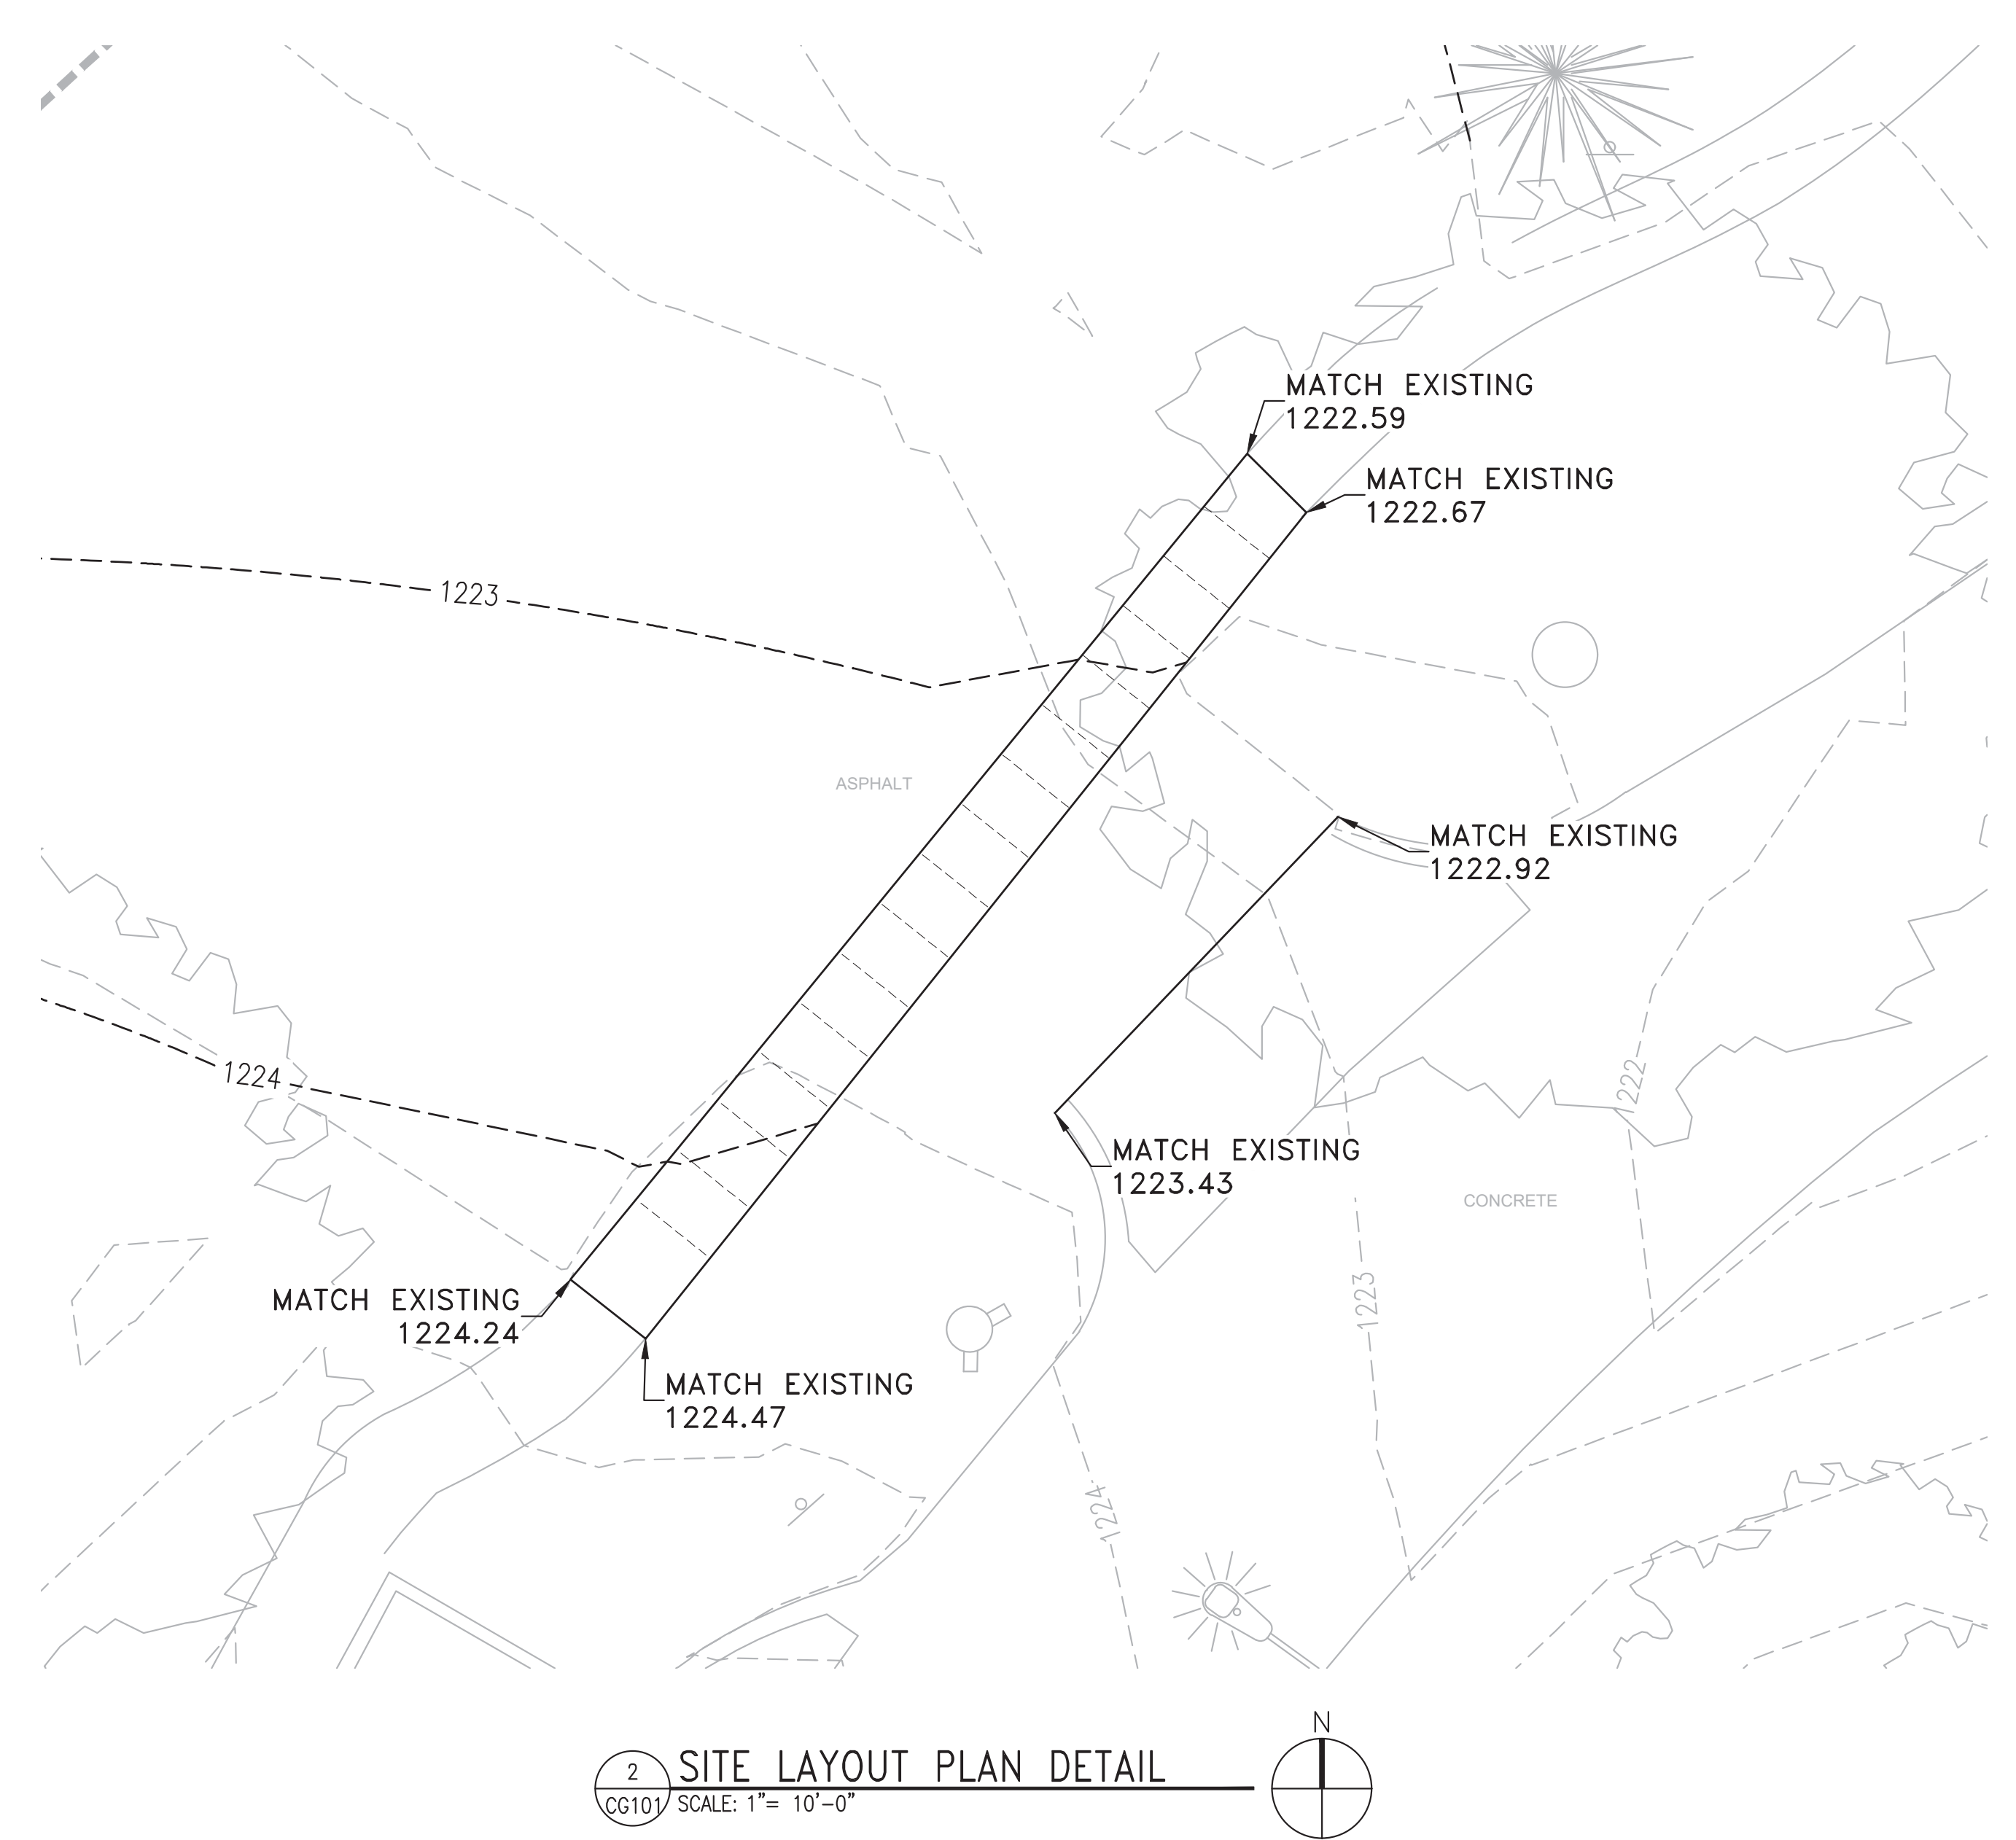 MATCH EXISTING
1222.59
MATCH EXISTING
1222.67
1223
ASPHALT
MATCH EXISTING
1222.92
1224
1222
MATCH EXISTING
1223.43
CONCRETE
1223
MATCH EXISTING
1224.24
MATCH EXISTING
1224.47
1224
N
2
CG101
SITE LAYOUT PLAN DETAIL
SCALE: 1"= 10'-0"